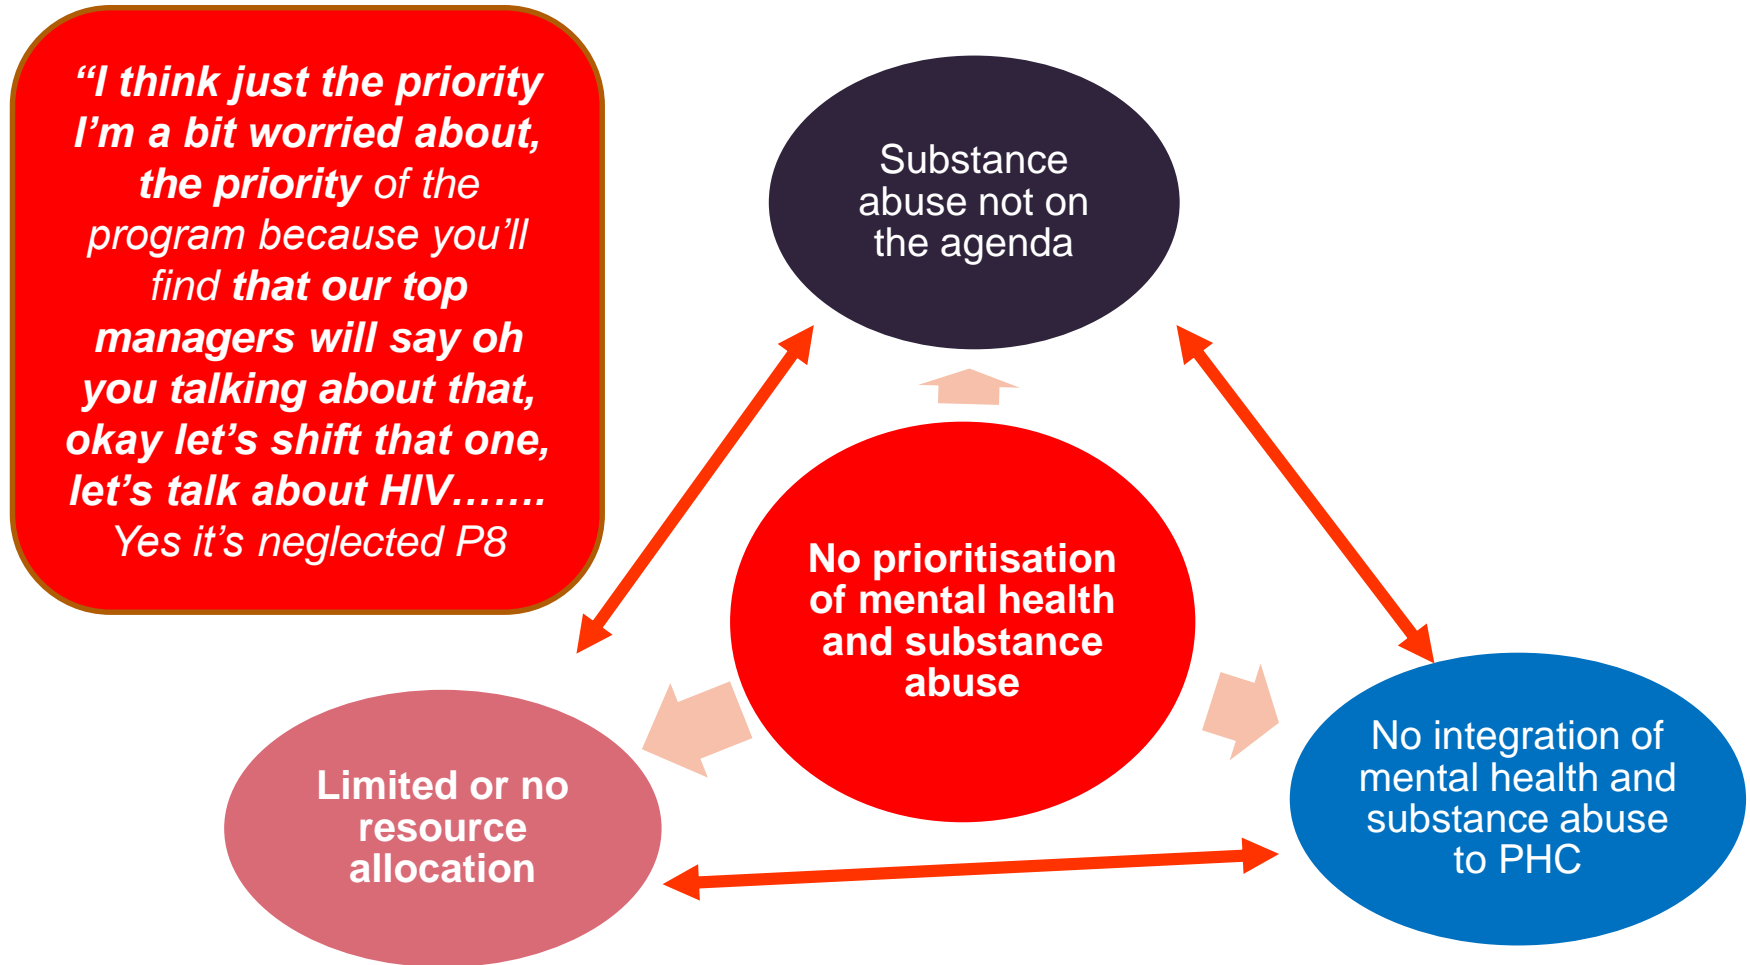 “I think just the priority
I’m a bit worried about,
the priority of the
program because you’ll
find that our top
managers will say oh
you talking about that,
okay let’s shift that one,
let’s talk about HIV…….
Yes it’s neglected P8
Substance
abuse not on
the agenda
No prioritisation
of mental health
and substance
abuse
Limited or no
resource
allocation
No integration of
mental health and
substance abuse
to PHC